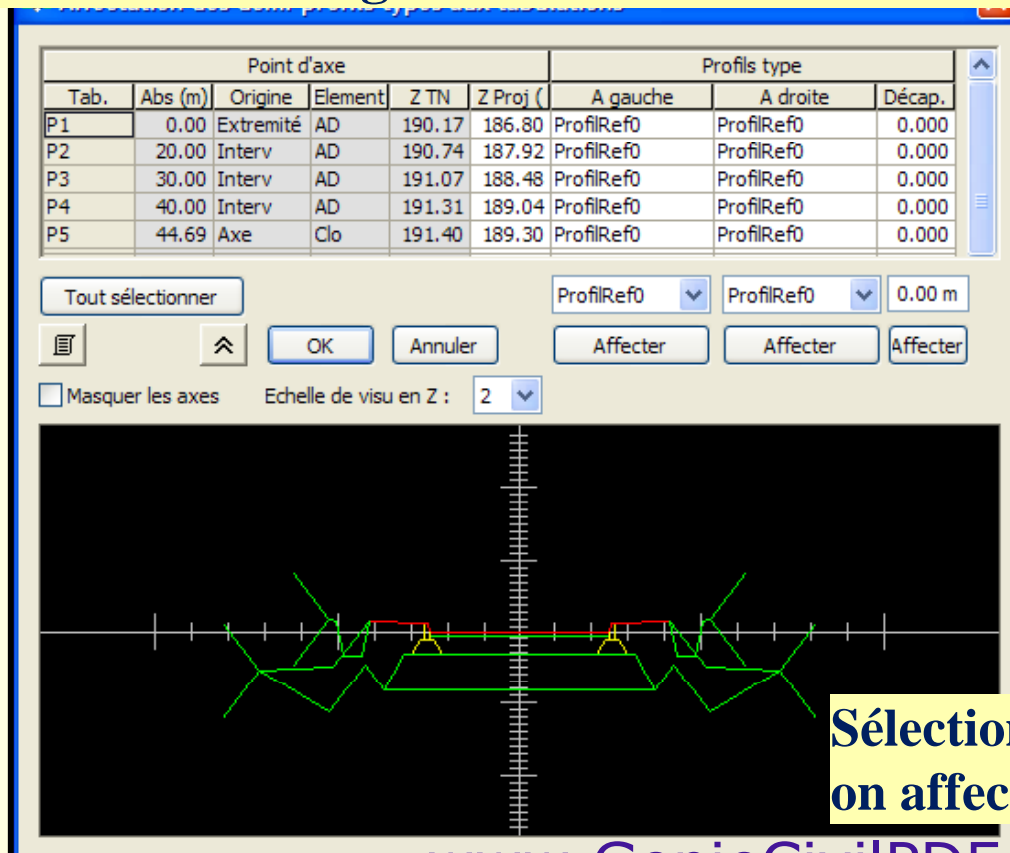 Point d'axe Profils type
Tab. Abs (m) Origine Element Z TN Z Proj ( A gauche A droite Décap.
P1 0.00 Extremité AD 190.17 186.80 ProfilRef0 ProfilRef0 0.000
P2 20.00 Interv AD 190.74 187.92 ProfilRef0 ProfilRef0 0.000
P3 30.00 Interv AD 191.07 188.48 ProfilRef0 ProfilRef0 0.000
P4 40.00 Interv AD 191.31 189.04 ProfilRef0 ProfilRef0 0.000
P5 44.69 Axe Clo 191.40 189.30 ProfilRef0 ProfilRef0 0.000
Tout sélectionner ProfilRef0 ProfilRef0 0.00 m
OK Annuler Affecter Affecter Affecter
Masquer les axes Echelle de visu en Z : 2
Sélection
on affec